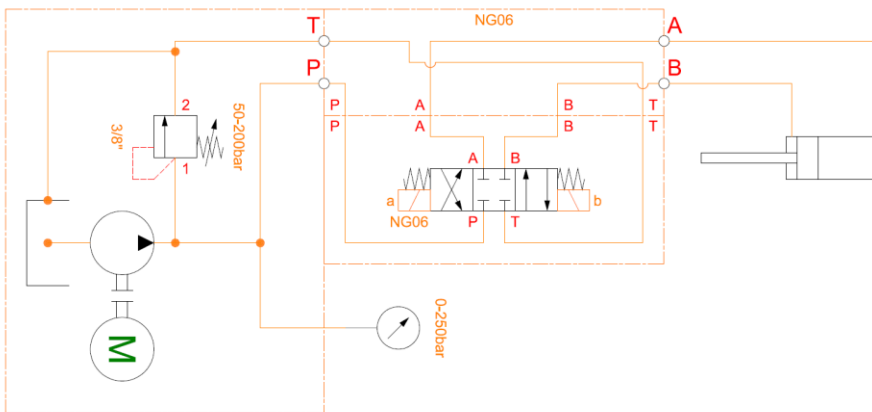 T
NG06
A
P
B
P A B T
P A B T
2
50-200bar
3/8"
1
A B
a
b
NG06
P T
0-250bar
M